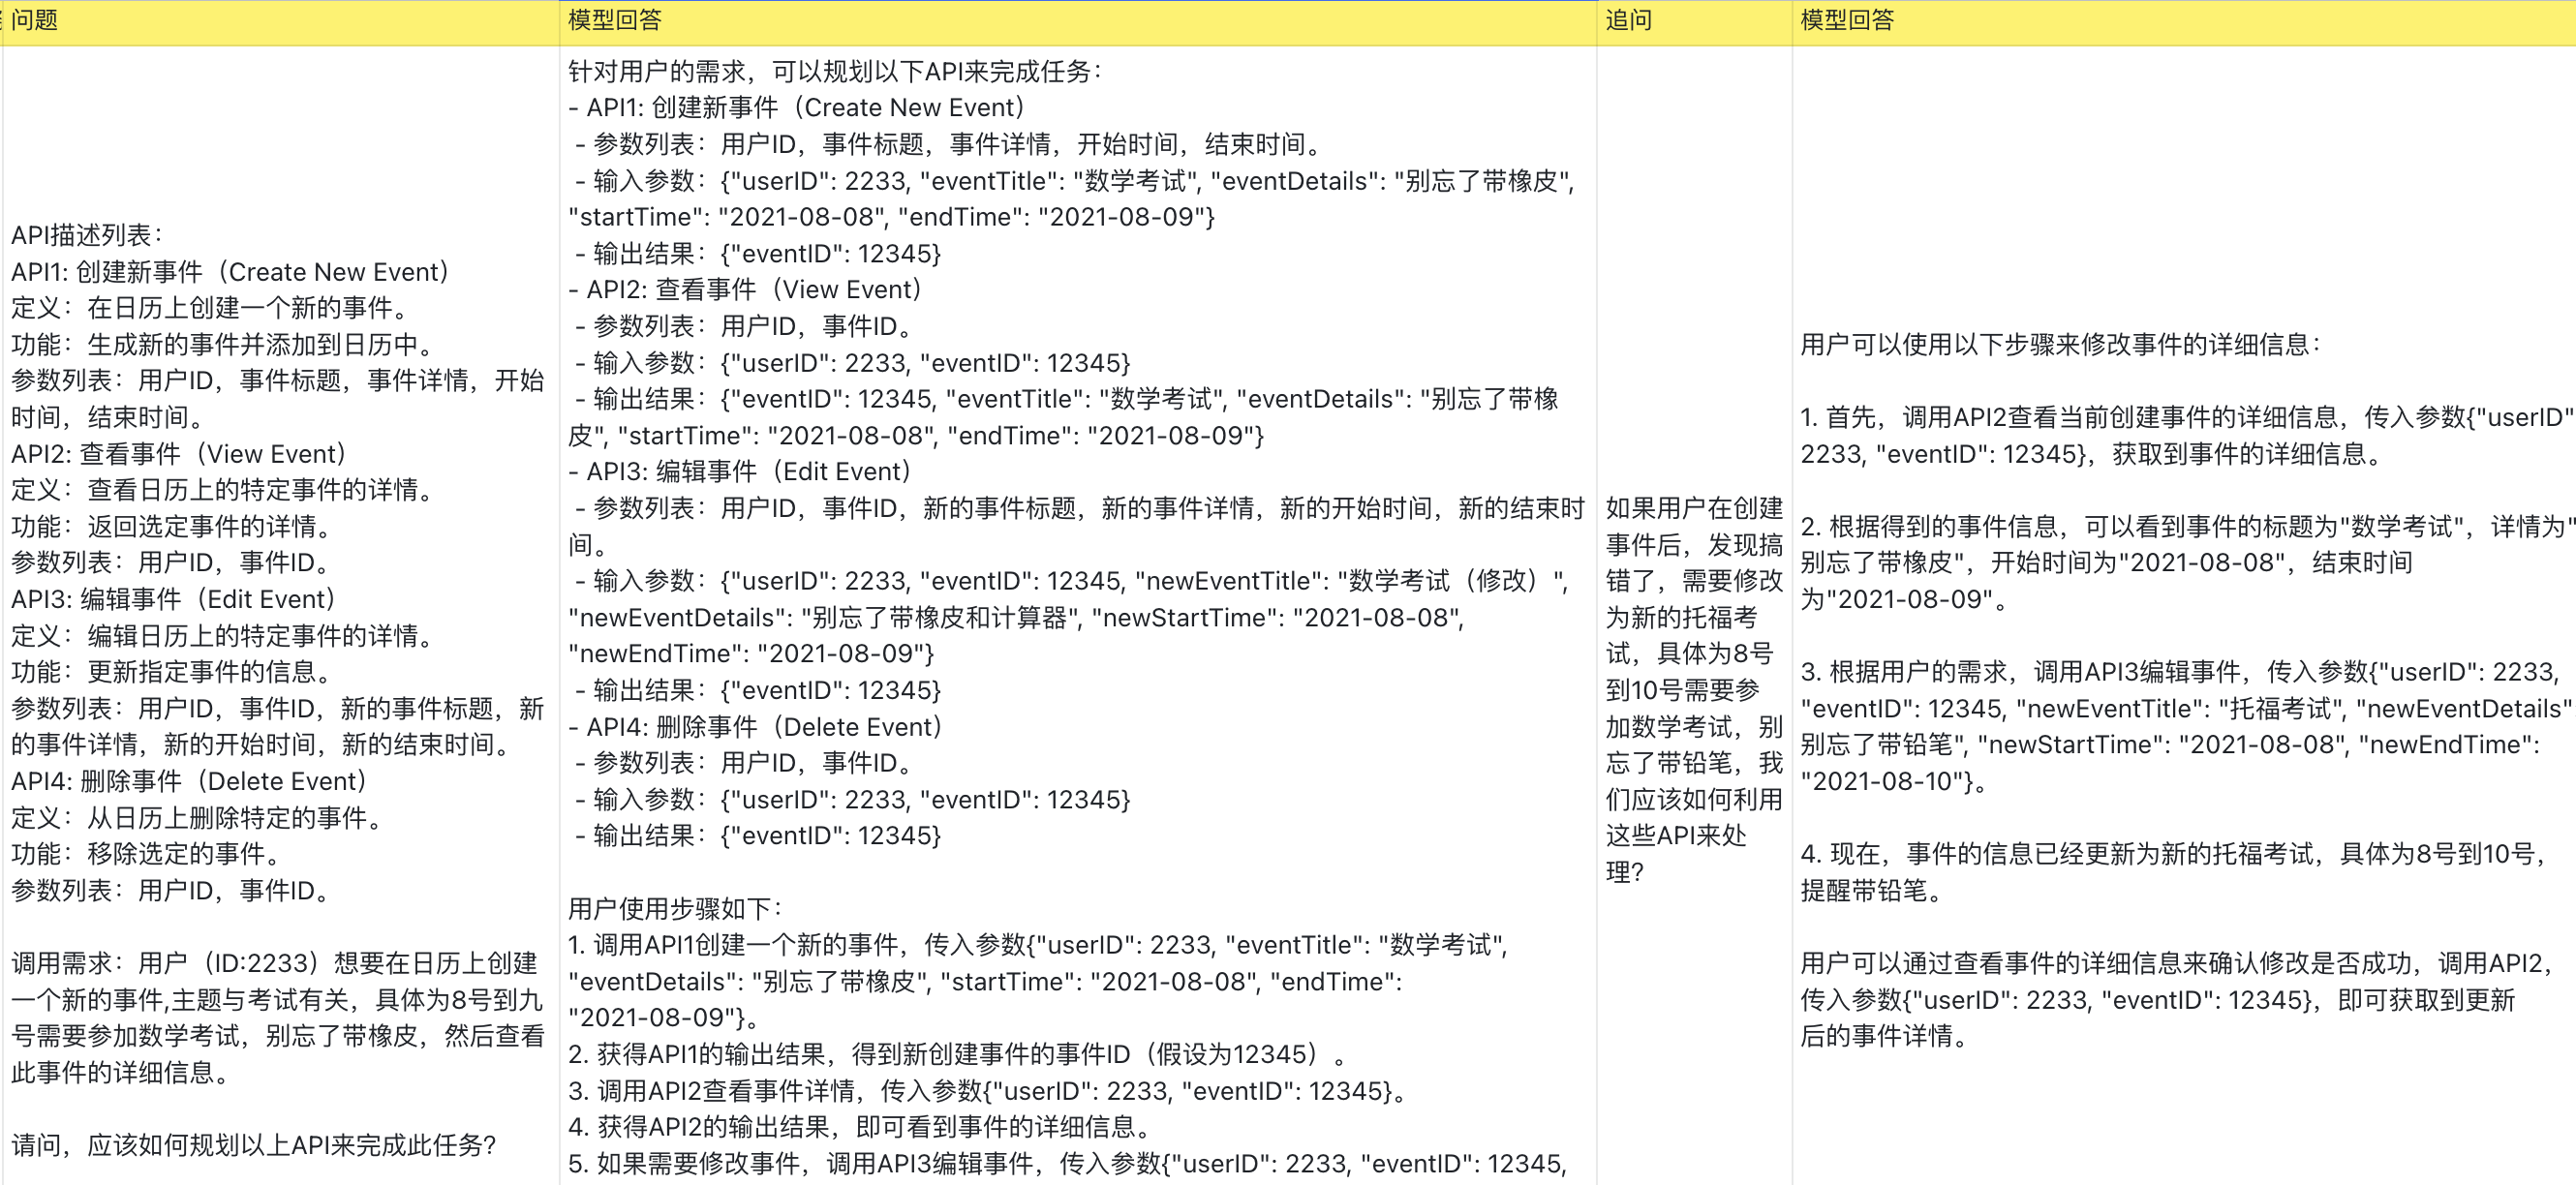 问题
API描述列表：
API1: 创建新事件（Create New Event）
定义：在日历上创建一个新的事件。
功能：生成新的事件并添加到日历中。
参数列表：用户ID，事件标题，事件详情，开始
时间，结束时间。
API2: 查看事件（View Event）
定义：查看日历上的特定事件的详情。
功能：返回选定事件的详情。
参数列表：用户ID，事件ID。
API3: 编辑事件（Edit Event）
定义：编辑日历上的特定事件的详情。
功能：更新指定事件的信息。
参数列表：用户ID，事件ID，新的事件标题，新
的事件详情，新的开始时间，新的结束时间。
API4: 删除事件（Delete Event）
定义：从日历上删除特定的事件。
功能：移除选定的事件。
参数列表：用户ID，事件ID。
调用需求：用户（ID:2233）想要在日历上创建
一个新的事件,主题与考试有关，具体为8号到九
号需要参加数学考试，别忘了带橡皮，然后查看
此事件的详细信息。
请问，应该如何规划以上API来完成此任务?
模型回答
针对用户的需求，可以规划以下API来完成任务：
- API1: 创建新事件（Create New Event）
- 参数列表：用户ID，事件标题，事件详情，开始时间，结束时间。
- 输入参数：{"userID": 2233, "eventTitle": "数学考试", "eventDetails": "别忘了带橡皮",
"startTime": "2021-08-08", "endTime": "2021-08-09"}
- 输出结果：{"eventID": 12345}
- API2: 查看事件（View Event）
- 参数列表：用户ID，事件ID。
- 输入参数：{"userID": 2233, "eventID": 12345}
- 输出结果：{"eventID": 12345, "eventTitle": "数学考试", "eventDetails": "别忘了带橡
皮", "startTime": "2021-08-08", "endTime": "2021-08-09"}
- API3: 编辑事件（Edit Event）
- 参数列表：用户ID，事件ID，新的事件标题，新的事件详情，新的开始时间，新的结束时
间。
- 输入参数：{"userID": 2233, "eventID": 12345, "newEventTitle": "数学考试（修改）",
"newEventDetails": "别忘了带橡皮和计算器", "newStartTime": "2021-08-08",
"newEndTime": "2021-08-09"}
- 输出结果：{"eventID": 12345}
- API4: 删除事件（Delete Event）
- 参数列表：用户ID，事件ID。
- 输入参数：{"userID": 2233, "eventID": 12345}
- 输出结果：{"eventID": 12345}
用户使用步骤如下：
1. 调用API1创建一个新的事件，传入参数{"userID": 2233, "eventTitle": "数学考试",
"eventDetails": "别忘了带橡皮", "startTime": "2021-08-08", "endTime":
"2021-08-09"}。
2. 获得API1的输出结果，得到新创建事件的事件ID（假设为12345）。
3. 调用API2查看事件详情，传入参数{"userID": 2233, "eventID": 12345}。
4. 获得API2的输出结果，即可看到事件的详细信息。
5. 如果需要修改事件，调用API3编辑事件，传入参数{"userID": 2233, "eventID": 12345,
追问
如果用户在创建
事件后，发现搞
错了，需要修改
为新的托福考
试，具体为8号
到10号需要参
加数学考试，别
忘了带铅笔，我
们应该如何利用
这些API来处
理?
模型回答
用户可以使用以下步骤来修改事件的详细信息：
1. 首先，调用API2查看当前创建事件的详细信息，传入参数{"userID"
2233, "eventID": 12345}，获取到事件的详细信息。
2. 根据得到的事件信息，可以看到事件的标题为"数学考试"，详情为"
别忘了带橡皮"，开始时间为"2021-08-08"，结束时间
为"2021-08-09"。
3. 根据用户的需求，调用API3编辑事件，传入参数{"userID": 2233,
"eventID": 12345, "newEventTitle": "托福考试", "newEventDetails"
别忘了带铅笔", "newStartTime": "2021-08-08", "newEndTime":
"2021-08-10"}。
4. 现在，事件的信息已经更新为新的托福考试，具体为8号到10号，
提醒带铅笔。
用户可以通过查看事件的详细信息来确认修改是否成功，调用API2，
传入参数{"userID": 2233, "eventID": 12345}，即可获取到更新
后的事件详情。